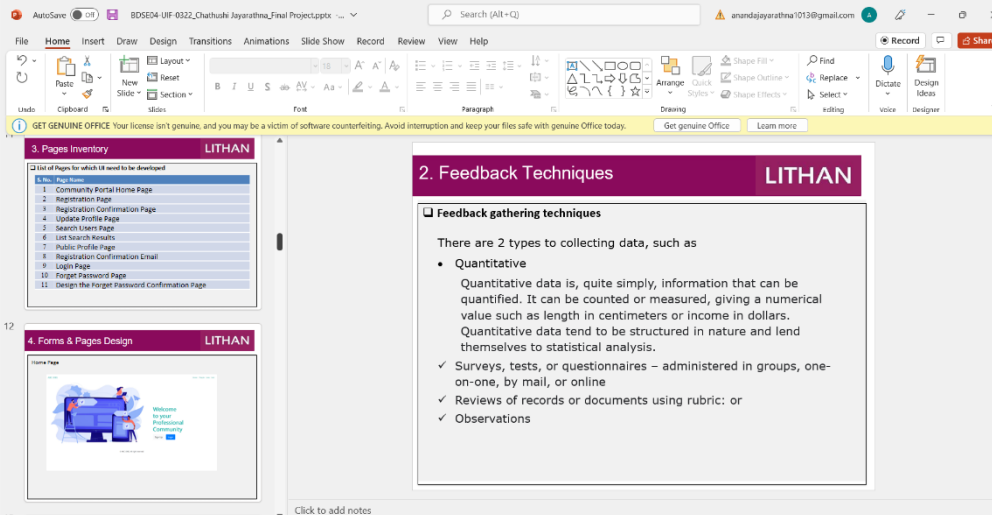 AutoSave Off BDSE04-UIF-0322_Chathushi Jayarathna_Final Project.pptx -...
Search (Alt+Q)
anandajayarathna1013@gmail.com A
File Home Insert Draw Design Transitions Animations Slide Show Record Review View Help
Record Share
Paste
New
Slide
Layout
Reset
Section
18
B I U S ab AV Aa A
Arrange
Quick
Styles
Shape Fill
Shape Outline
Shape Effects
Find
Replace
Select
Dictate
Design
Ideas
Undo Clipboard Slides Font Paragraph Drawing Editing Voice Designer
GET GENUINE OFFICE Your license isn't genuine, and you may be a victim of software counterfeiting. Avoid interruption and keep your files safe with genuine Office today. Get genuine Office Learn more
3. Pages Inventory LITHAN
List of Pages for which UI need to be developed
S. No. Page Name
1 Community Portal Home Page
2 Registration Page
3 Registration Confirmation Page
4 Update Profile Page
5 Search Users Page
6 List Search Results
7 Public Profile Page
8 Registration Confirmation Email
9 Login Page
10 Forget Password Page
11 Design the Forget Password Confirmation Page
12
4. Forms & Pages Design LITHAN
Home Page
Welcome
to your
Professional
Community
2. Feedback Techniques LITHAN
❑ Feedback gathering techniques
There are 2 types to collecting data, such as
• Quantitative
Quantitative data is, quite simply, information that can be
quantified. It can be counted or measured, giving a numerical
value such as length in centimeters or income in dollars.
Quantitative data tend to be structured in nature and lend
themselves to statistical analysis.
✓ Surveys, tests, or questionnaires – administered in groups, one-
on-one, by mail, or online
✓ Reviews of records or documents using rubric: or
✓ Observations
Click to add notes